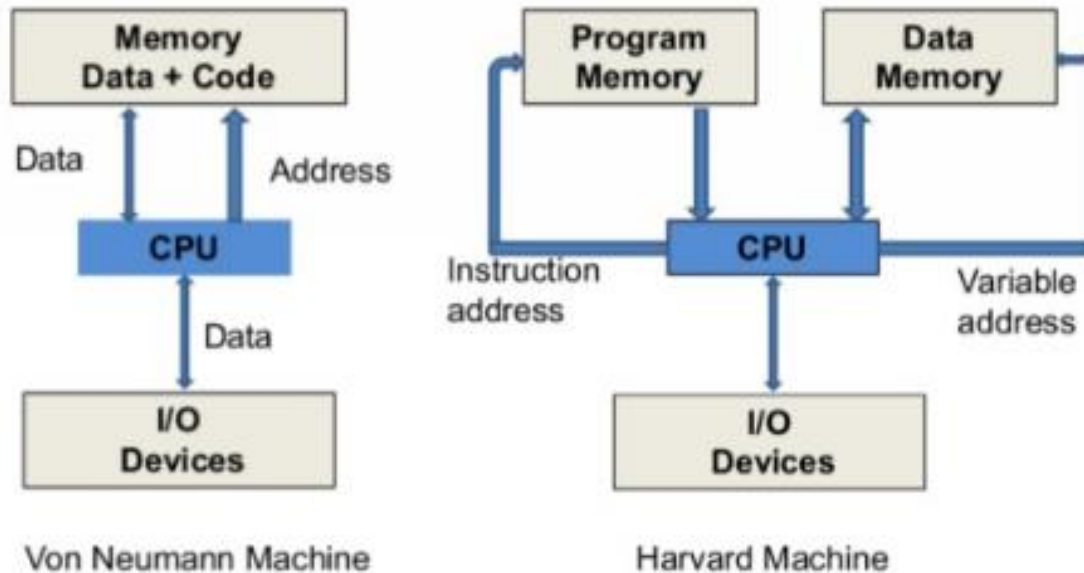 Memory
Data + Code
Data
Address
CPU
Data
I/O
Devices
Von Neumann Machine
Program
Memory
Data
Memory
CPU
Instruction
address
Variable
address
I/O
Devices
Harvard Machine